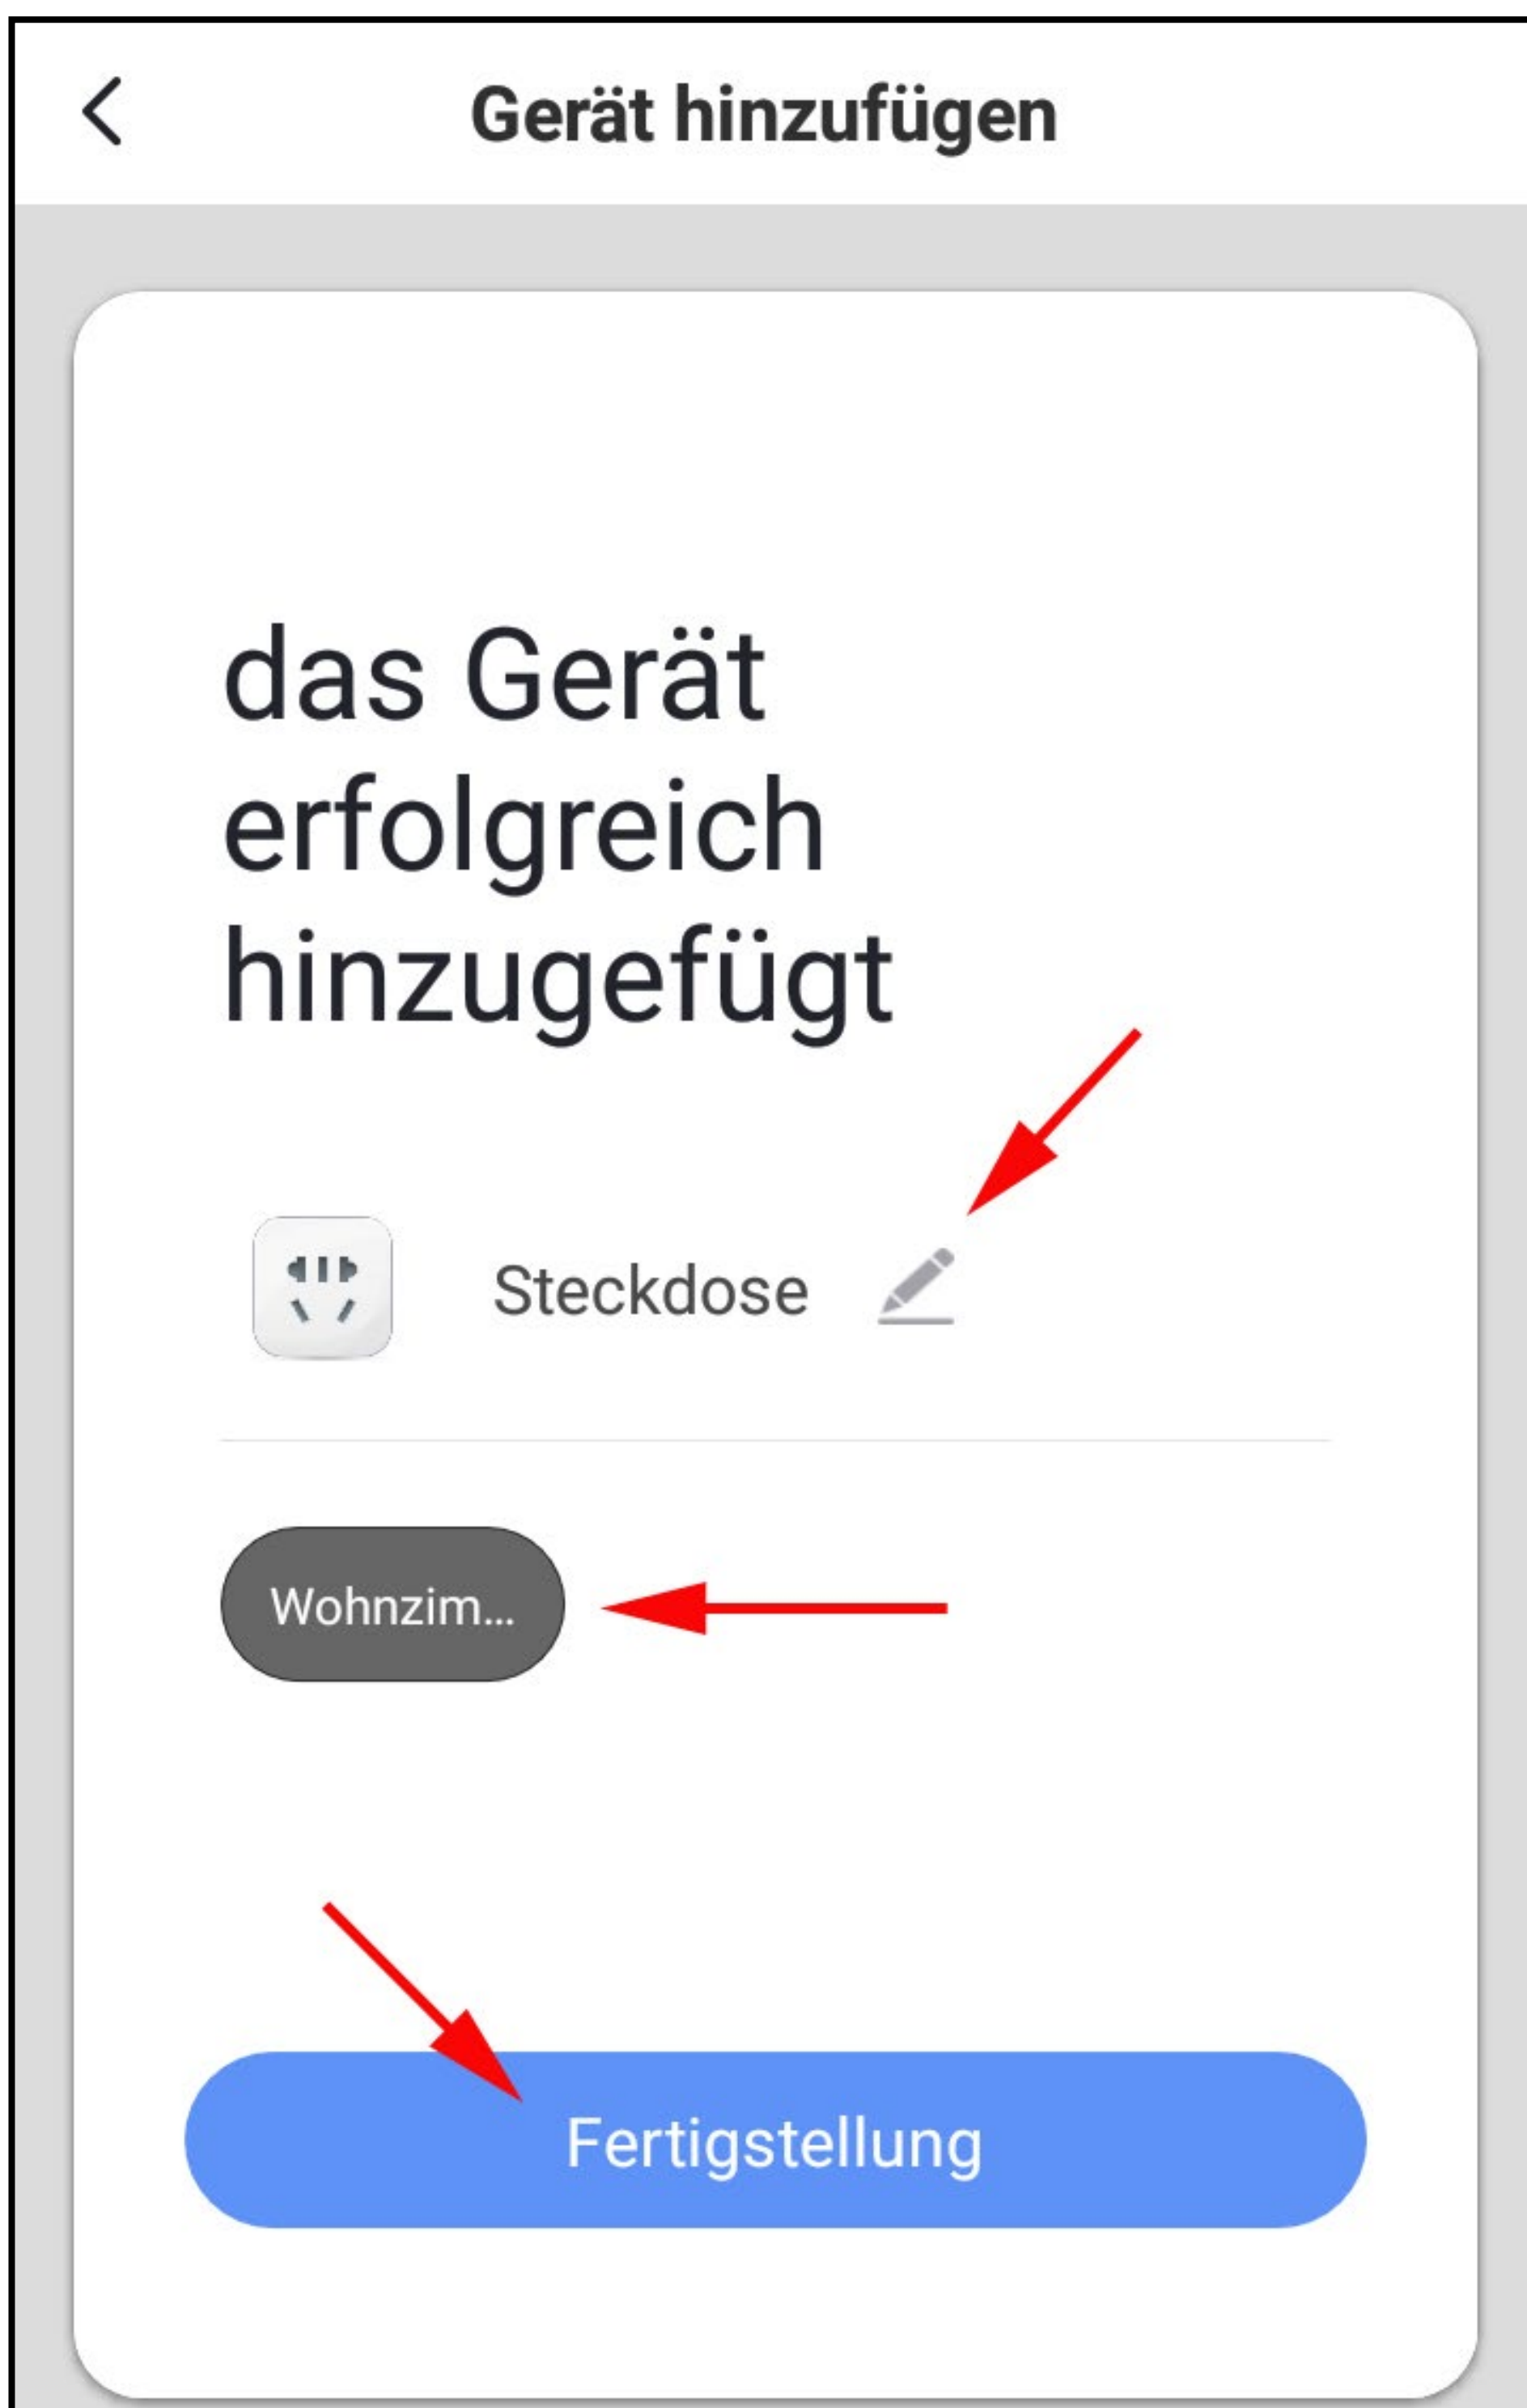 Gerät hinzufügen
das Gerät
erfolgreich
hinzugefügt
Steckdose
Wohnzim...
Fertigstellung